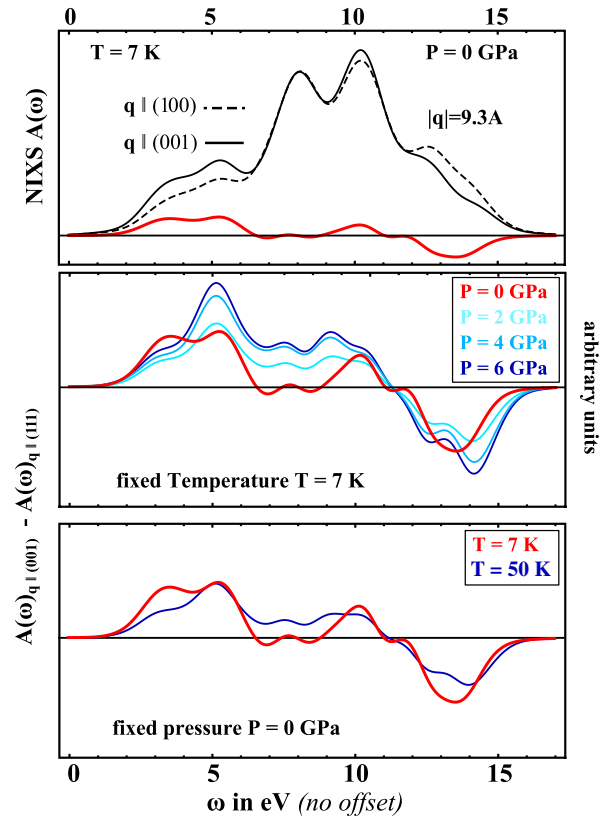 0 5 10 15
T = 7 K P = 0 GPa
q ∥ (100)
q ∥ (001)
|q|=9.3A
NIXS A(ω)
P = 0 GPa
P = 2 GPa
P = 4 GPa
P = 6 GPa
fixed Temperature T = 7 K
arbitrary units
A(ω)q ∥ (001) - A(ω)q ∥ (111)
T = 7 K
T = 50 K
fixed pressure P = 0 GPa
0 5 10 15
ω in eV (no offset)